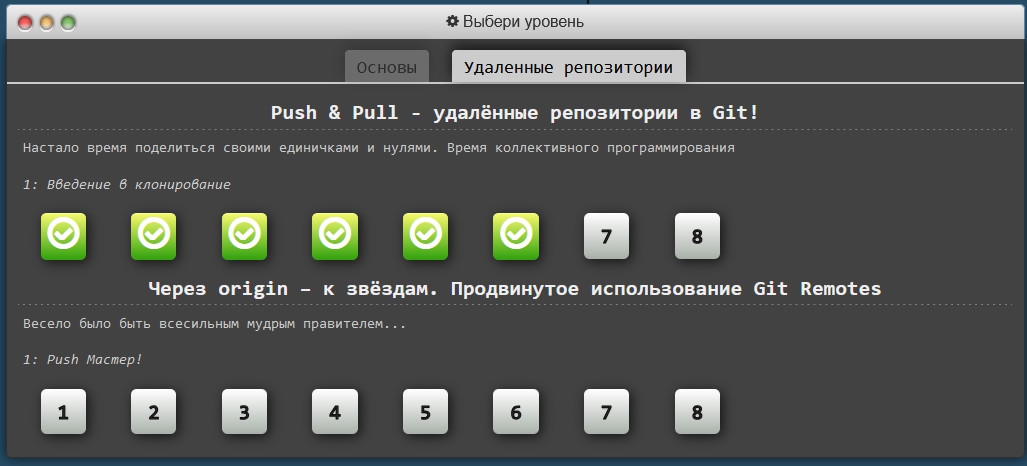 Выбери уровень
Основы
Удаленные репозитории
Push & Pull - удалённые репозитории в Git!
Настало время поделиться своими единичками и нулями. Время коллективного программирования
1: Введение в клонирование
7 8
Через origin – к звёздам. Продвинутое использование Git Remotes
Весело было быть всесильным мудрым правителем...
1: Push Мастер!
1 2 3 4 5 6 7 8